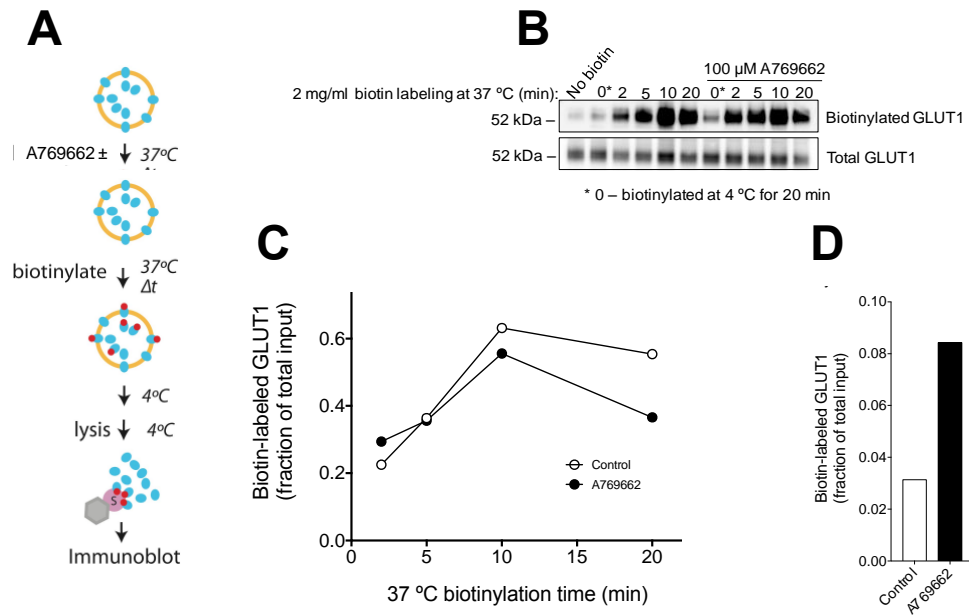 A
A769662 ± 37ºC
biotinylate 37ºC
Δt
4ºC
lysis 4ºC
S
Immunoblot
B
No biotin
100 µM A769662
2 mg/ml biotin labeling at 37 ºC (min): 0* 2 5 10 20 0* 2 5 10 20
52 kDa – Biotinylated GLUT1
52 kDa – Total GLUT1
* 0 – biotinylated at 4 ºC for 20 min
C
Biotin-labeled GLUT1
(fraction of total input)
0.6
0.4
0.2
0.0
0 5 10 15 20
Control
A769662
37 ºC biotinylation time (min)
D
Biotin-labeled GLUT1
(fraction of total input)
0.10
0.08
0.06
0.04
0.02
0.00
Control
A769662